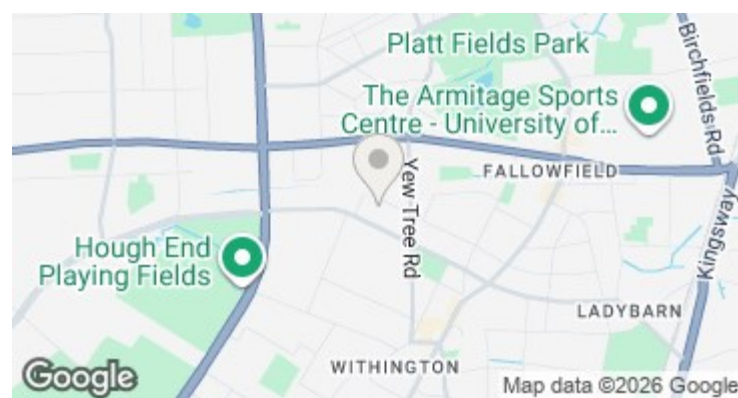 Platt Fields Park
Birchfields Rd
The Armitage Sports
Centre - University of...
FALLOWFIELD
Yew Tree Rd
Kingsway
Hough End
Playing Fields
LADYBARN
WITHINGTON
Google
Map data ©2026 Google